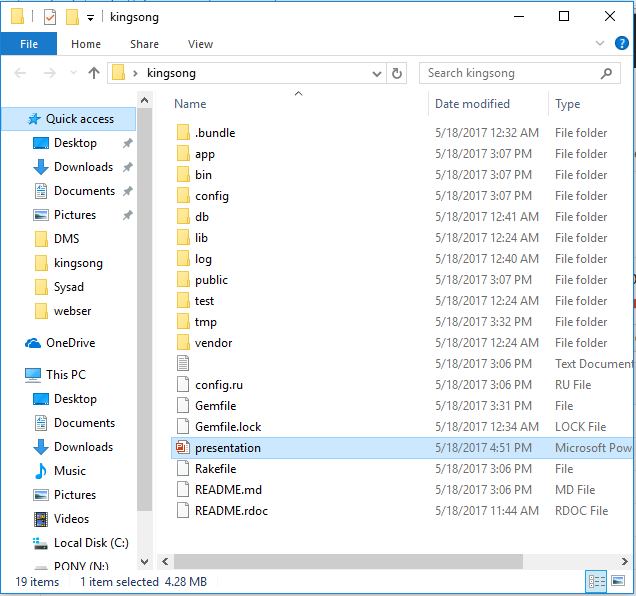 kingsong
File Home Share View
kingsong Search kingsong
Name Date modified Type
Quick access
Desktop
Downloads
Documents
Pictures
DMS
kingsong
Sysad
webser
OneDrive
This PC
Desktop
Documents
Downloads
Music
Pictures
Videos
Local Disk (C:)
PONY (N:)
.bundle 5/18/2017 12:32 AM File folder
app 5/18/2017 3:07 PM File folder
bin 5/18/2017 3:07 PM File folder
config 5/18/2017 3:07 PM File folder
db 5/18/2017 12:41 AM File folder
lib 5/18/2017 12:24 AM File folder
log 5/18/2017 12:40 AM File folder
public 5/18/2017 3:07 PM File folder
test 5/18/2017 12:24 AM File folder
tmp 5/18/2017 3:32 PM File folder
vendor 5/18/2017 12:24 AM File folder
5/18/2017 3:06 PM Text Document
config.ru 5/18/2017 3:06 PM RU File
Gemfile 5/18/2017 3:31 PM File
Gemfile.lock 5/18/2017 12:34 AM LOCK File
presentation 5/18/2017 4:51 PM Microsoft Pow
Rakefile 5/18/2017 3:06 PM File
README.md 5/18/2017 3:06 PM MD File
README.rdoc 5/18/2017 11:44 AM RDOC File
19 items 1 item selected 4.28 MB